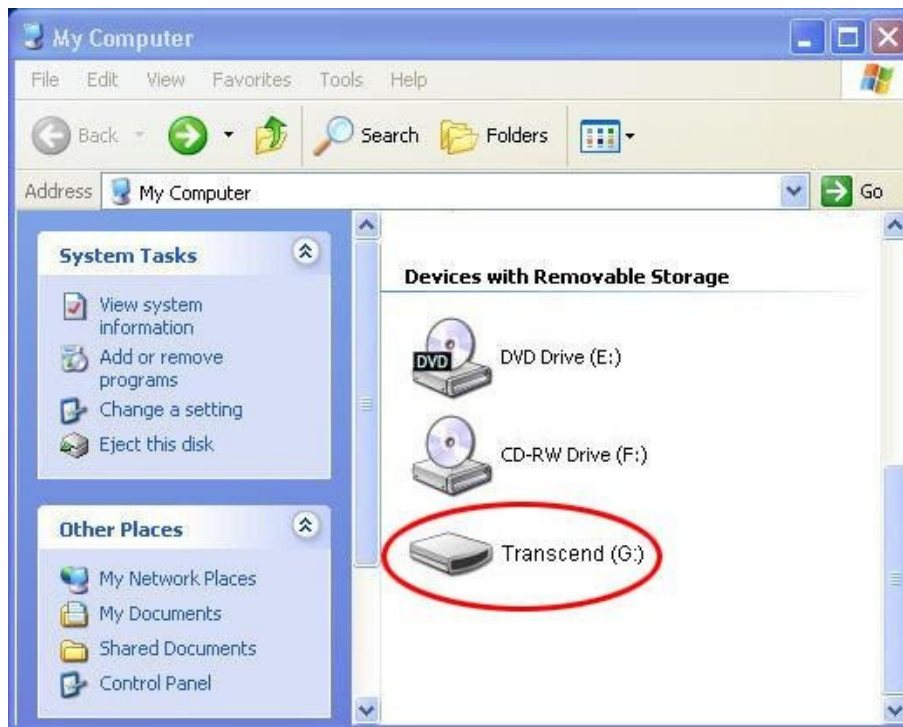 My Computer
File Edit View Favorites Tools Help
Back Search Folders
Address My Computer Go
System Tasks
View system
information
Add or remove
programs
Change a setting
Eject this disk
Other Places
My Network Places
My Documents
Shared Documents
Control Panel
Devices with Removable Storage
DVD DVD Drive (E:)
CD-RW Drive (F:)
Transcend (G:)